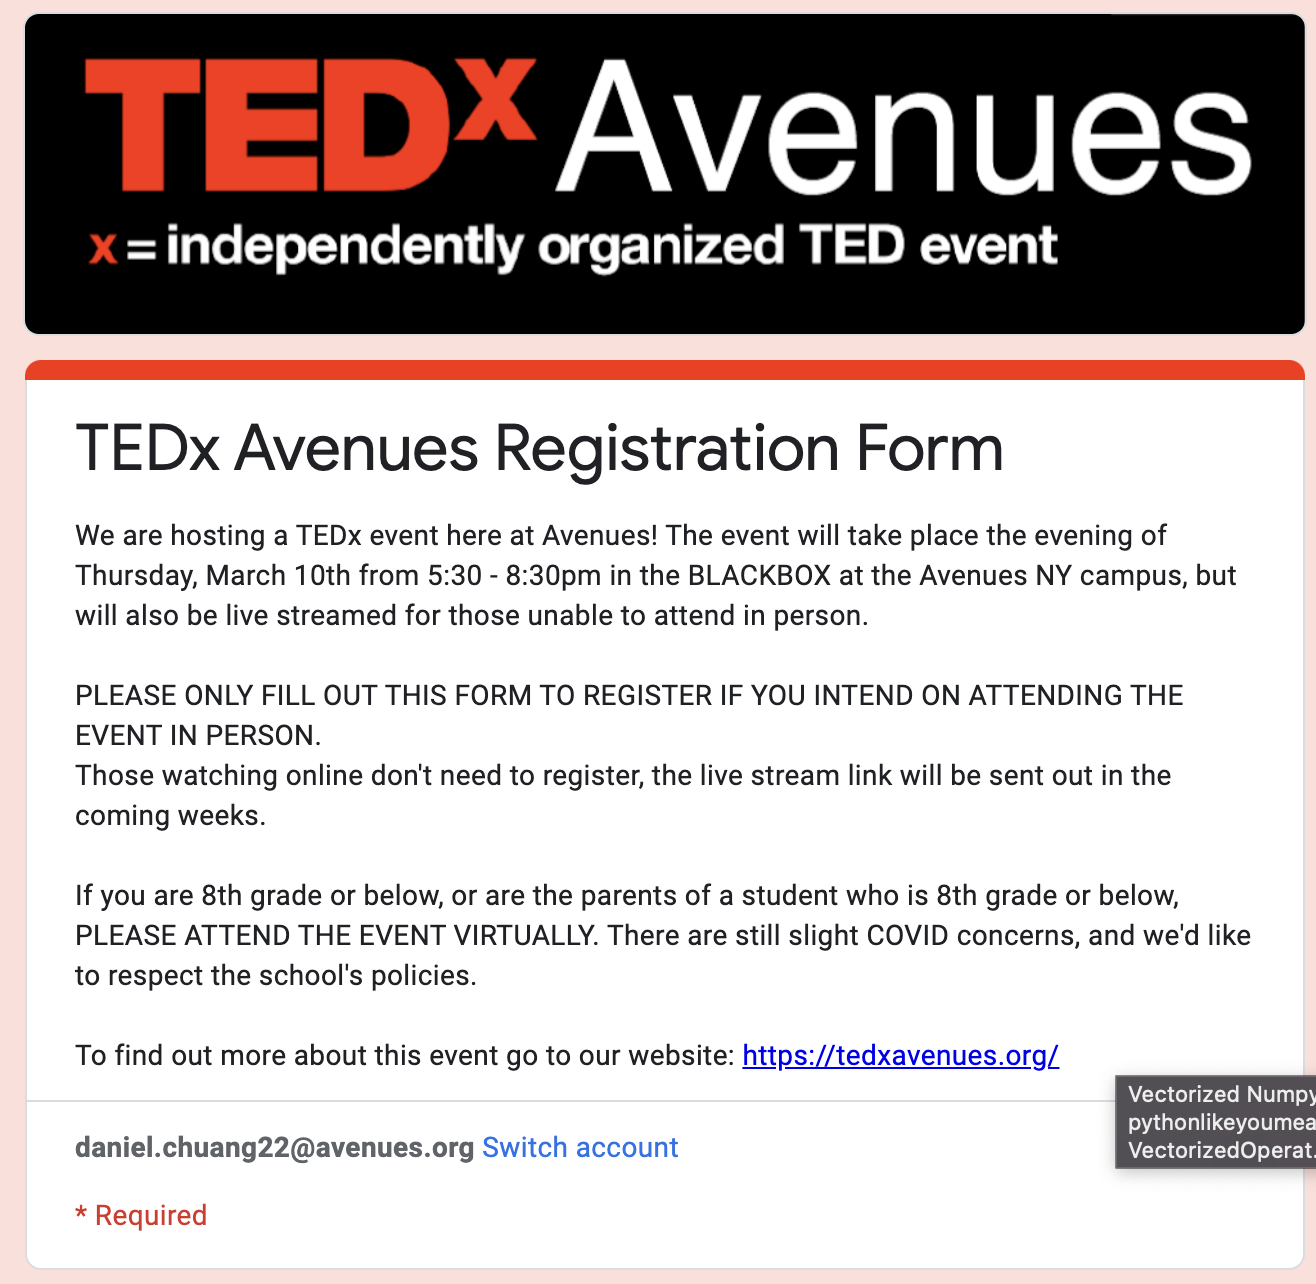 TEDx Avenues
x = independently organized TED event
TEDx Avenues Registration Form
We are hosting a TEDx event here at Avenues! The event will take place the evening of
Thursday, March 10th from 5:30 - 8:30pm in the BLACKBOX at the Avenues NY campus, but
will also be live streamed for those unable to attend in person.
PLEASE ONLY FILL OUT THIS FORM TO REGISTER IF YOU INTEND ON ATTENDING THE
EVENT IN PERSON.
Those watching online don't need to register, the live stream link will be sent out in the
coming weeks.
If you are 8th grade or below, or are the parents of a student who is 8th grade or below,
PLEASE ATTEND THE EVENT VIRTUALLY. There are still slight COVID concerns, and we'd like
to respect the school's policies.
To find out more about this event go to our website: https://tedxavenues.org/
Vectorized Numpy
pythonlikeyoumea
VectorizedOperat.
daniel.chuang22@avenues.org Switch account
* Required